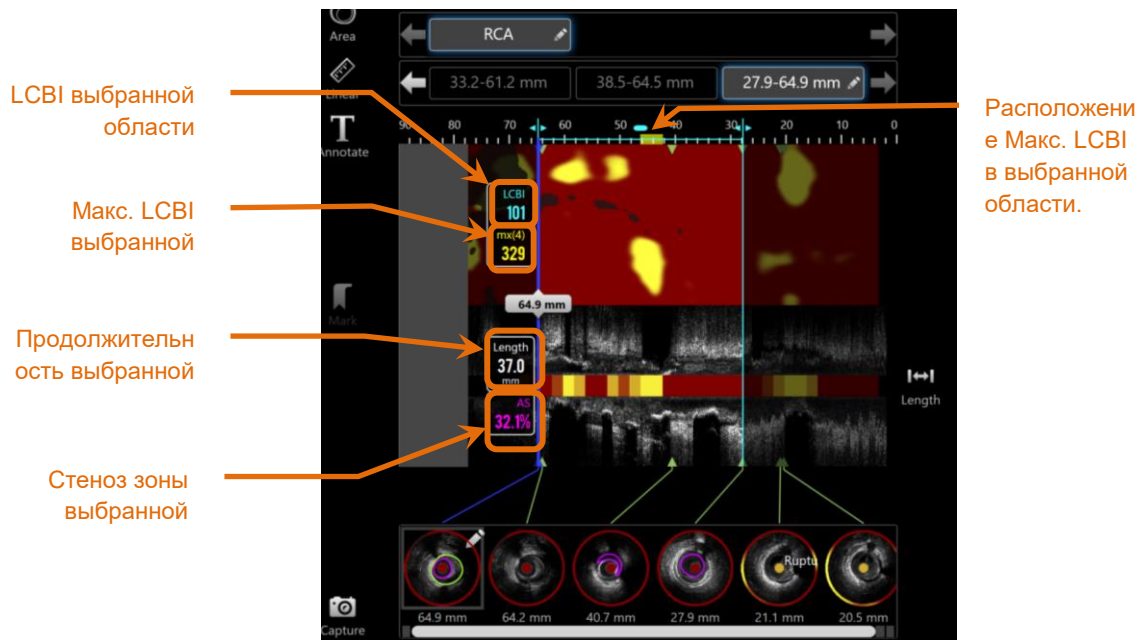 Area
RCA
Linear
33.2-61.2 mm
38.5-64.5 mm
27.9-64.9 mm
LCBI выбранной
области
Расположени
е Макс. LCBI
в выбранной
области.
90 80 70 60 50 40 30 20 10 0
T
Annotate
LCBI
101
Макс. LCBI
выбранной
mx(4)
329
64.9 mm
Mark
Продолжительн
ость выбранной
Length
37.0
mm
Length
AS
32.1%
Стеноз зоны
выбранной
Ruptu
64.9 mm
64.2 mm
40.7 mm
27.9 mm
21.1 mm
20.5 mm
Capture